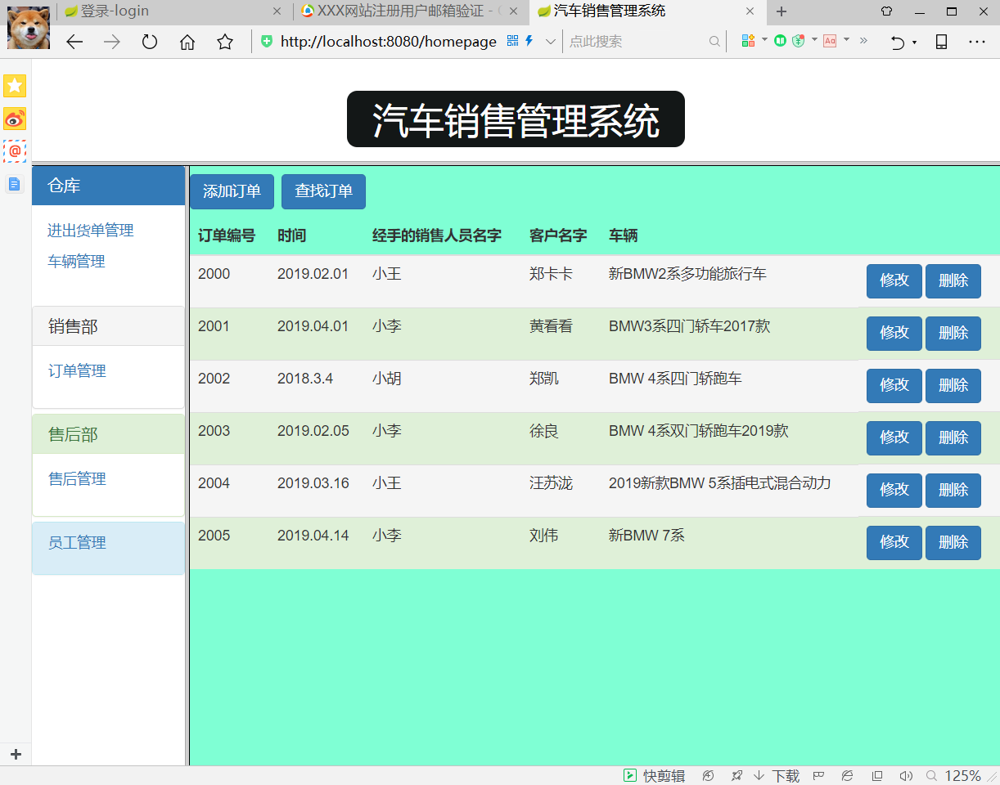 登录-login
XXX网站注册用户邮箱验证 -
汽车销售管理系统
http://localhost:8080/homepage
点此搜索
Aa
汽车销售管理系统
仓库
进出货单管理
车辆管理
销售部
订单管理
售后部
售后管理
员工管理
添加订单 查找订单
订单编号 时间 经手的销售人员名字 客户名字 车辆
2000 2019.02.01 小王 郑卡卡 新BMW2系多功能旅行车 修改 删除
2001 2019.04.01 小李 黄看看 BMW3系四门轿车2017款 修改 删除
2002 2018.3.4 小胡 郑凯 BMW 4系四门轿跑车 修改 删除
2003 2019.02.05 小李 徐良 BMW 4系双门轿跑车2019款 修改 删除
2004 2019.03.16 小王 汪苏泷 2019新款BMW 5系插电式混合动力 修改 删除
2005 2019.04.14 小李 刘伟 新BMW 7系 修改 删除
快剪辑 下载 125%